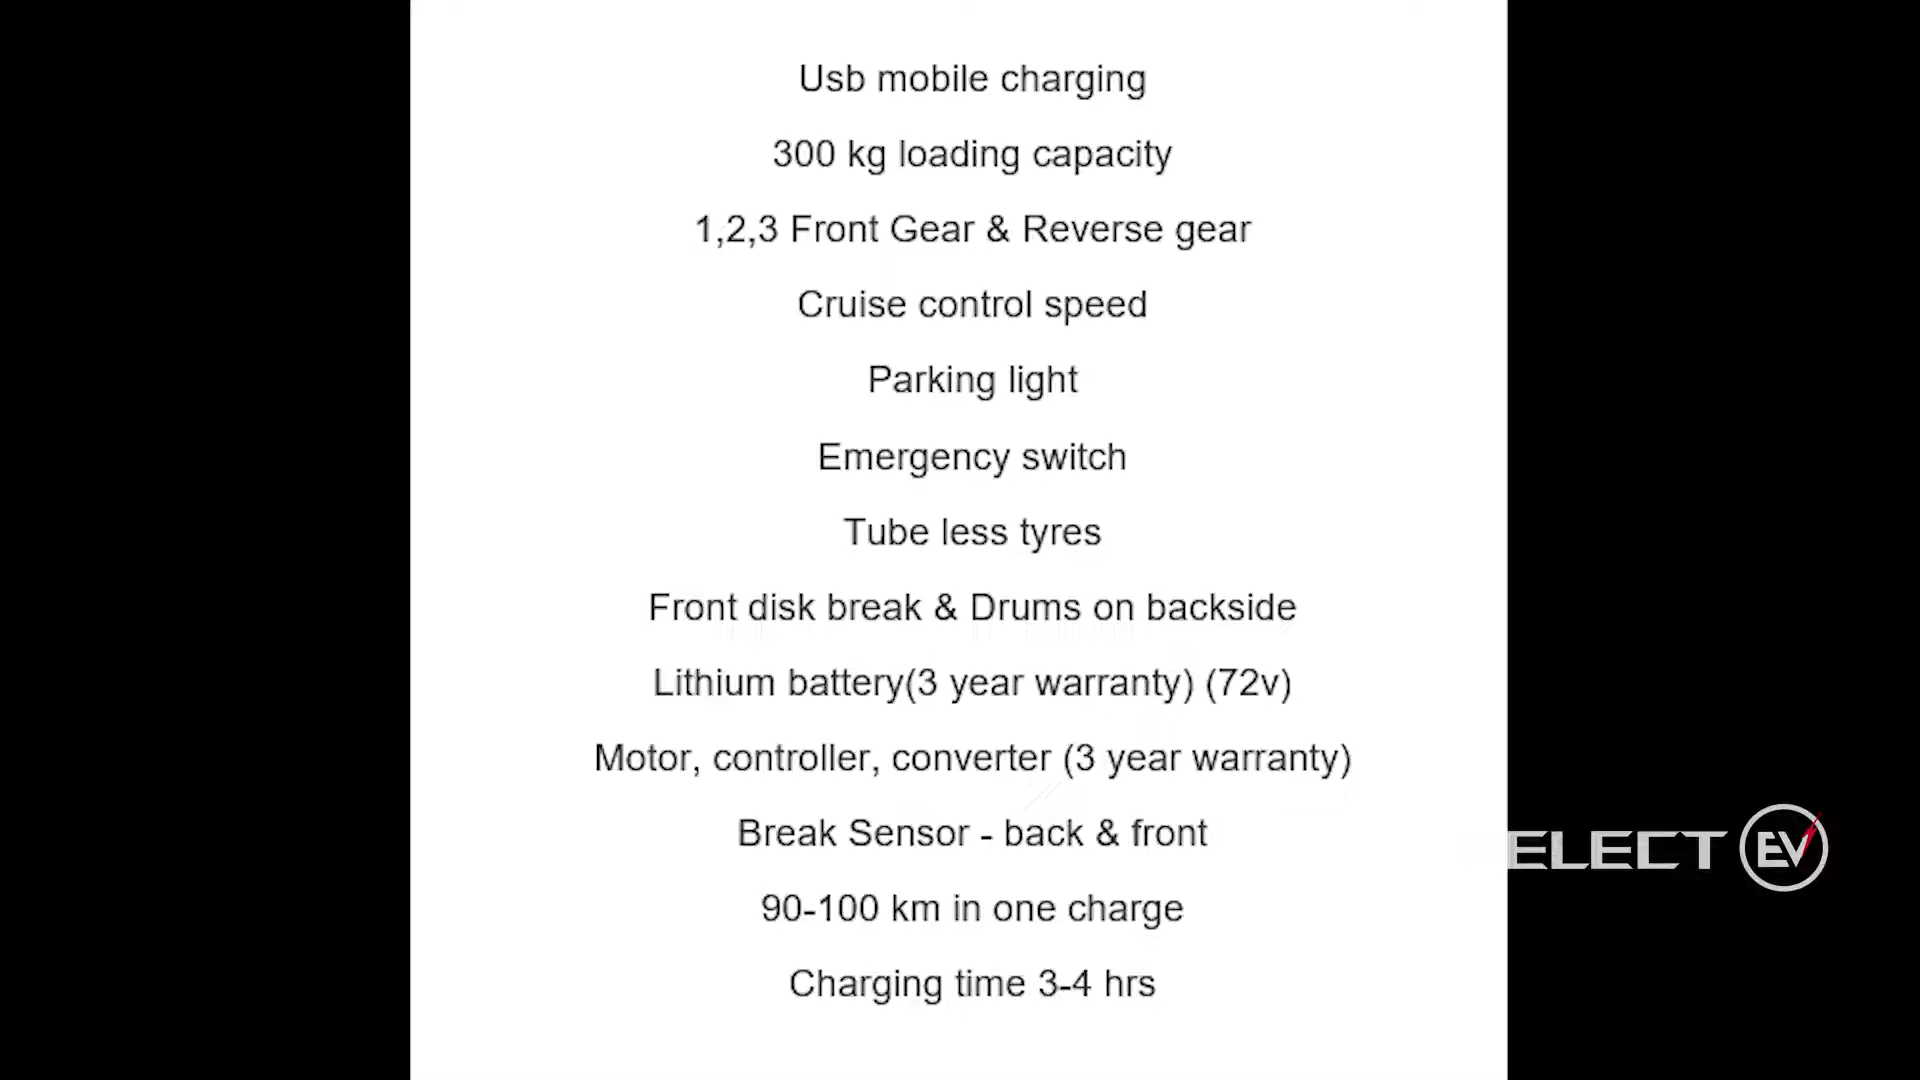 Usb mobile charging
300 kg loading capacity
1,2,3 Front Gear & Reverse gear
Cruise control speed
Parking light
Emergency switch
Tube less tyres
Front disk break & Drums on backside
Lithium battery(3 year warranty) (72v)
Motor, controller, converter (3 year warranty)
Break Sensor - back & front
ELECT EV
90-100 km in one charge
Charging time 3-4 hrs